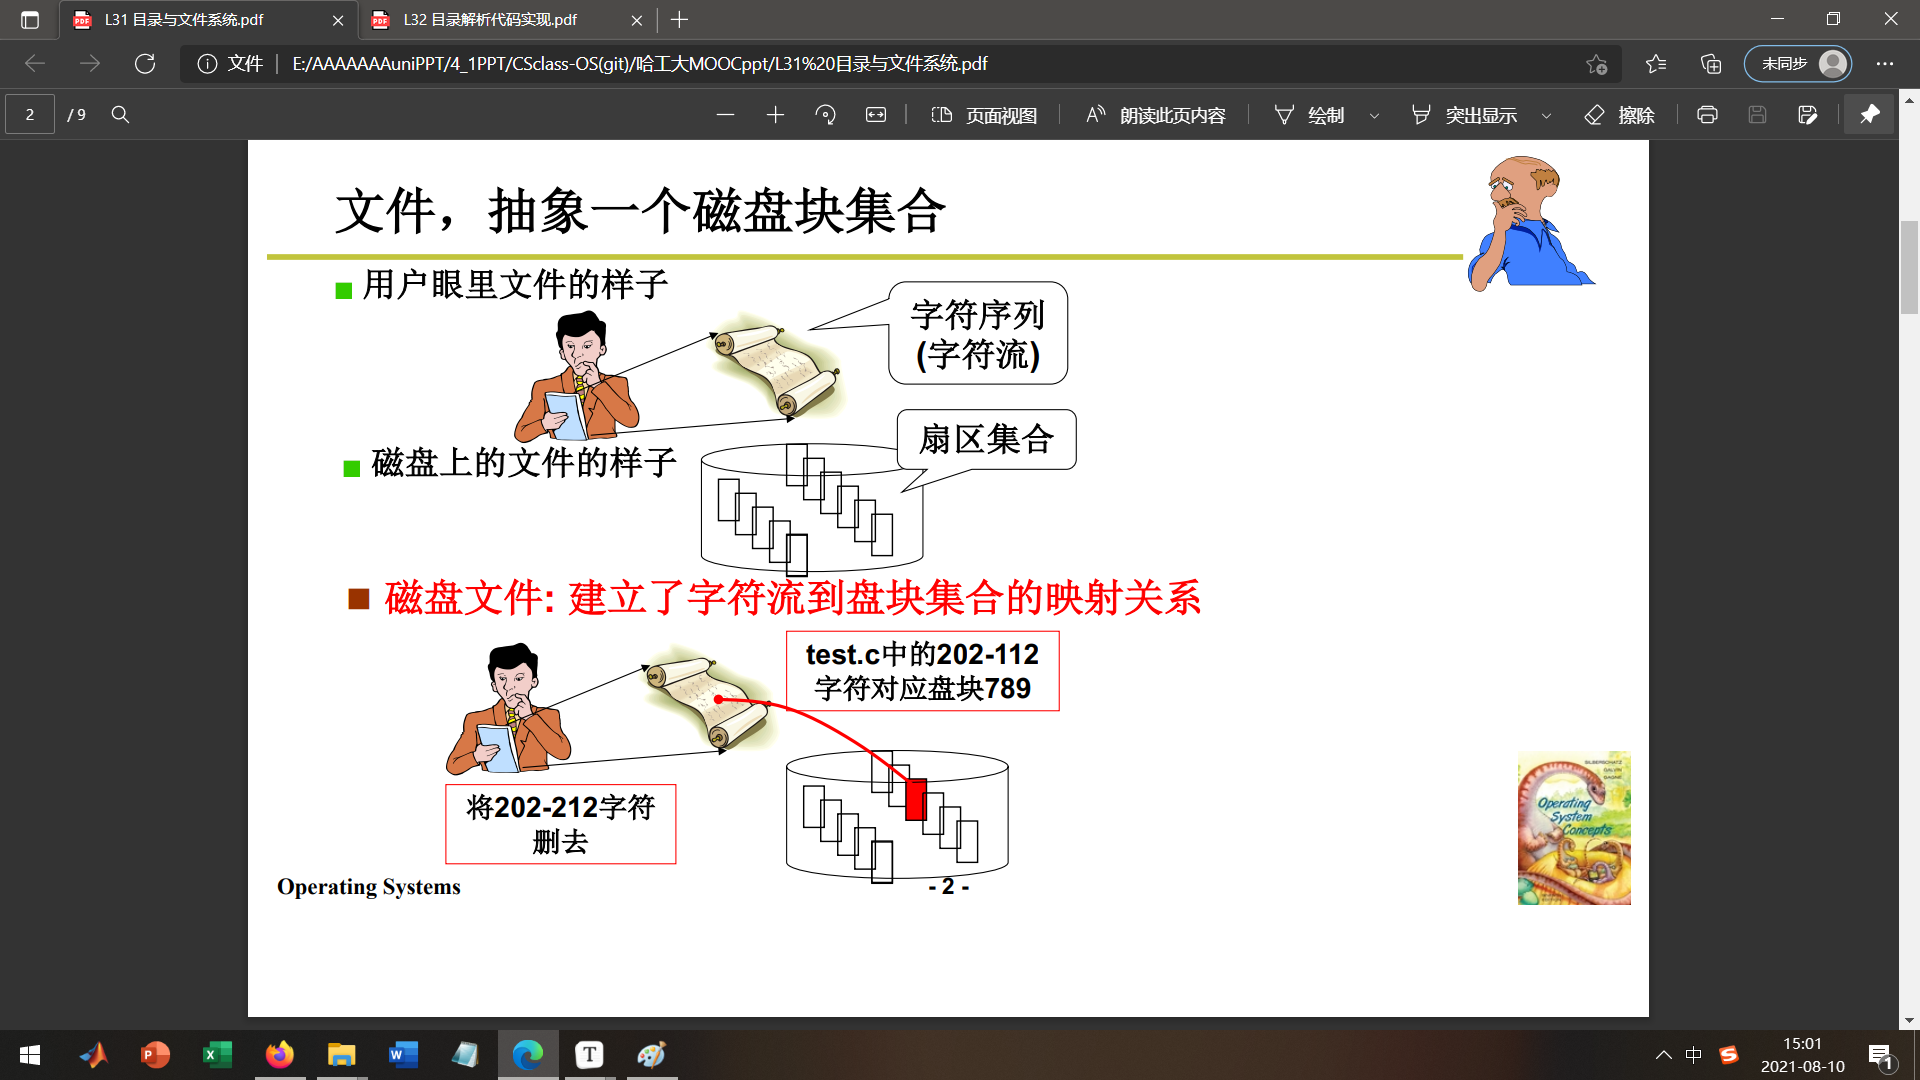 L31 目录与文件系统.pdf
L32 目录解析代码实现.pdf
文件
E:/AAAAAAAuniPPT/4_1PPT/CSclass-OS(git)/哈工大MOOCppt/L31%20目录与文件系统.pdf
未同步
2
/ 9
页面视图
朗读此页内容
绘制
突出显示
擦除
文件，抽象一个磁盘块集合
用户眼里文件的样子
字符序列
(字符流)
磁盘上的文件的样子
扇区集合
磁盘文件: 建立了字符流到盘块集合的映射关系
test.c中的202-112
字符对应盘块789
将202-212字符
删去
SILBERSCHATZ
GALVIN
GAGNE
Operating
System
Concepts
Operating Systems
- 2 -
中
15:01
2021-08-10
1